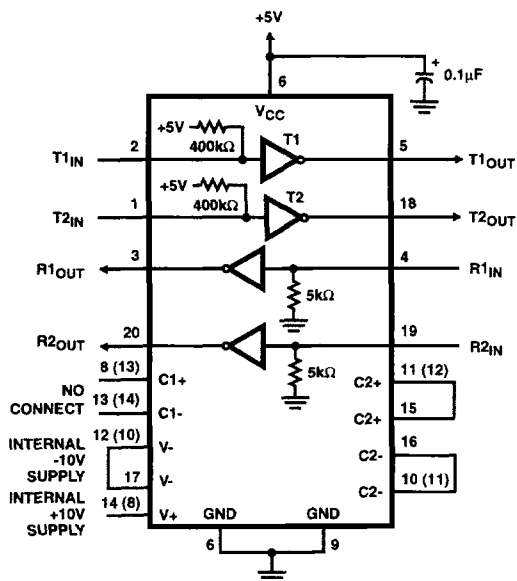 +5V
6
+
0.1µF
VCC
+5V
400kΩ
T1
T1IN
2
5
T1OUT
+5V
400kΩ
T2
T2IN
1
18
T2OUT
R1OUT
3
4
R1IN
5kΩ
R2OUT
20
19
R2IN
5kΩ
8 (13)
C1+
C2+
11 (12)
NO
CONNECT
13 (14)
C1-
C2+
15
INTERNAL
-10V
SUPPLY
12 (10)
V-
C2-
16
17
V-
C2-
10 (11)
INTERNAL
+10V
SUPPLY
14 (8)
V+
GND
GND
6
9